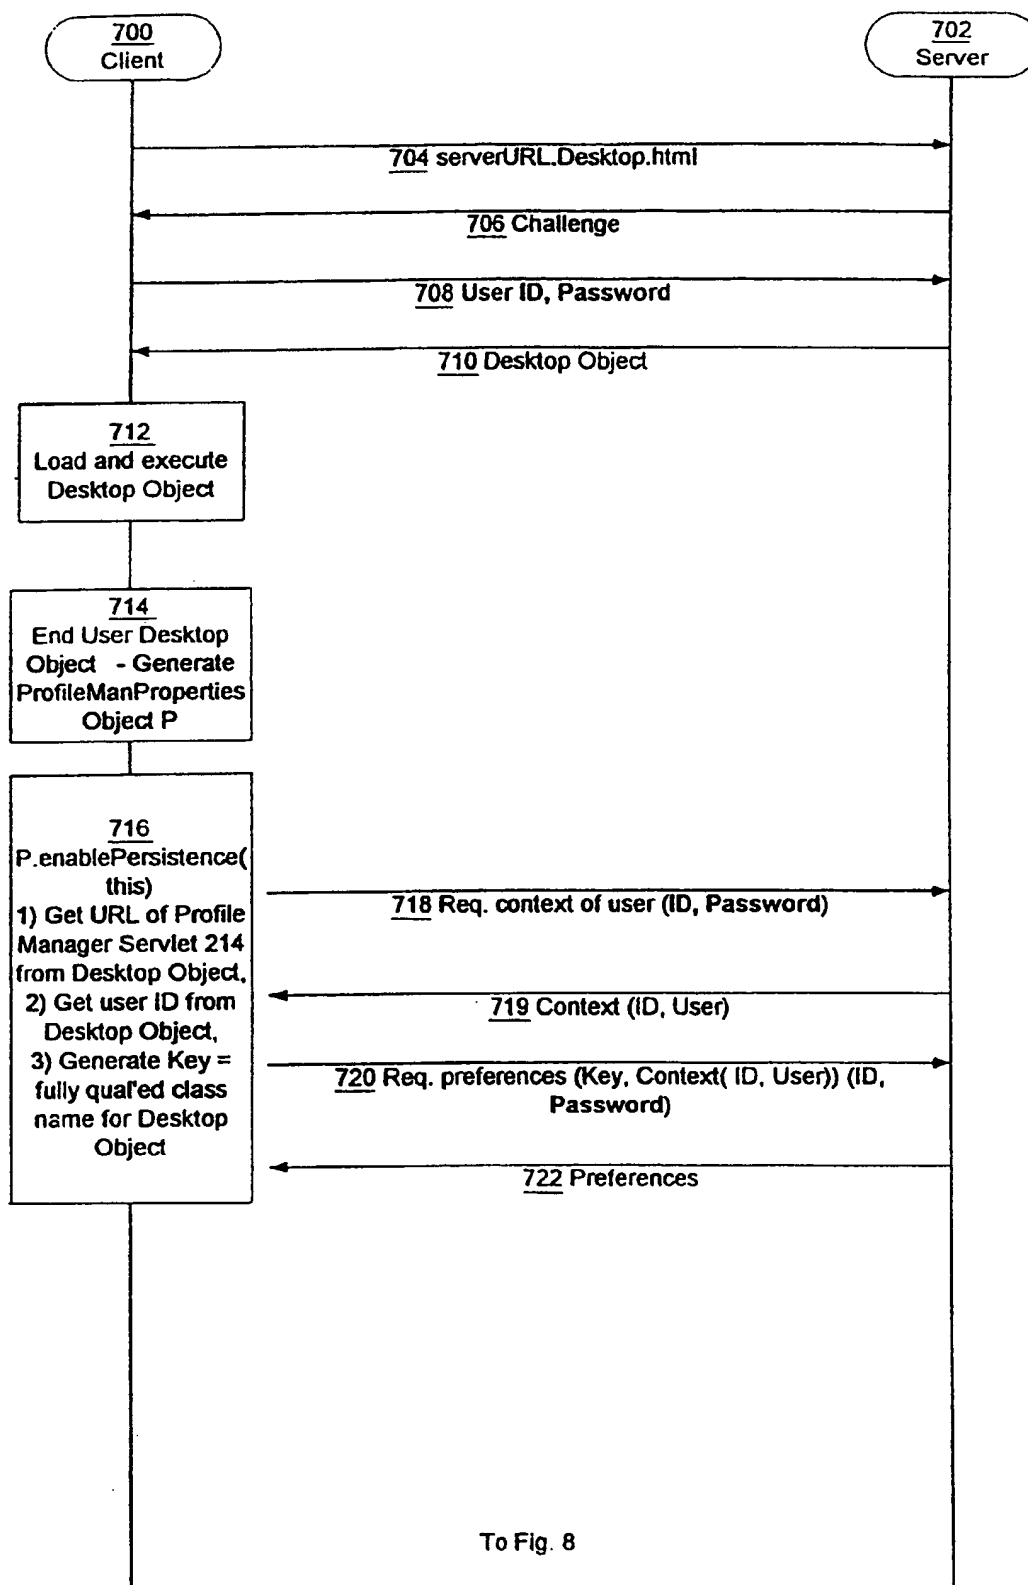 700
Client
702
Server
704 serverURL.Desktop.html
706 Challenge
708 User ID, Password
710 Desktop Object
712
Load and execute
Desktop Object
714
End User Desktop
Object - Generate
ProfileManProperties
Object P
716
P.enablePersistence(
this)
1) Get URL of Profile
Manager Servlet 214
from Desktop Object,
2) Get user ID from
Desktop Object,
3) Generate Key =
fully qual'ed class
name for Desktop
Object
718 Req. context of user (ID, Password)
719 Context (ID, User)
720 Req. preferences (Key, Context( ID, User)) (ID,
Password)
722 Preferences
To Fig. 8